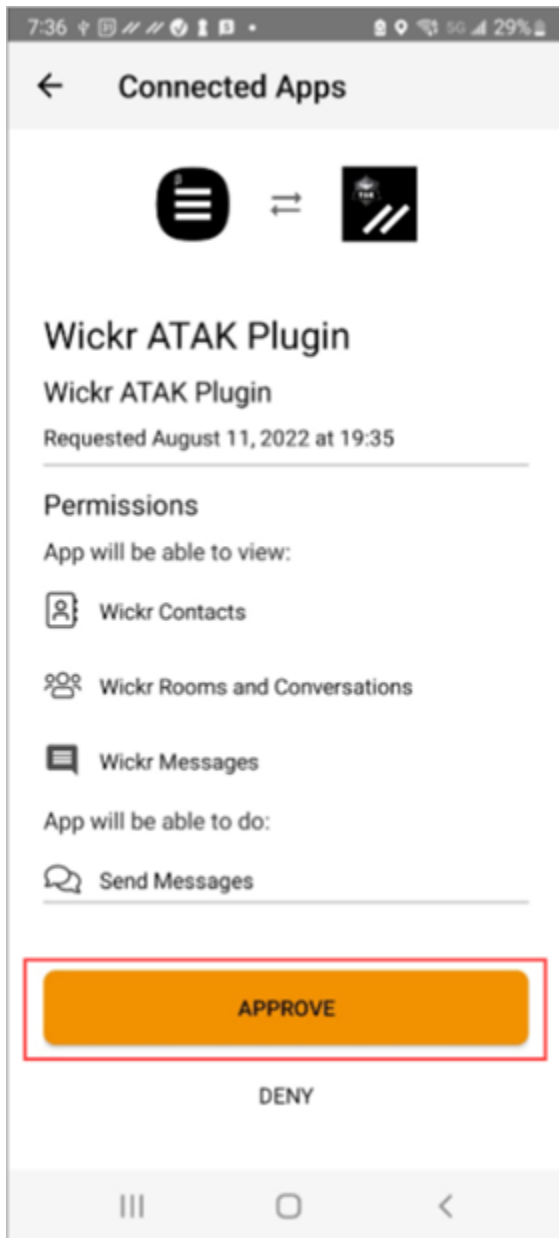 7:36 5G 29%
Connected Apps
β
TAK
Wickr ATAK Plugin
Wickr ATAK Plugin
Requested August 11, 2022 at 19:35
Permissions
App will be able to view:
Wickr Contacts
Wickr Rooms and Conversations
Wickr Messages
App will be able to do:
Send Messages
APPROVE
DENY